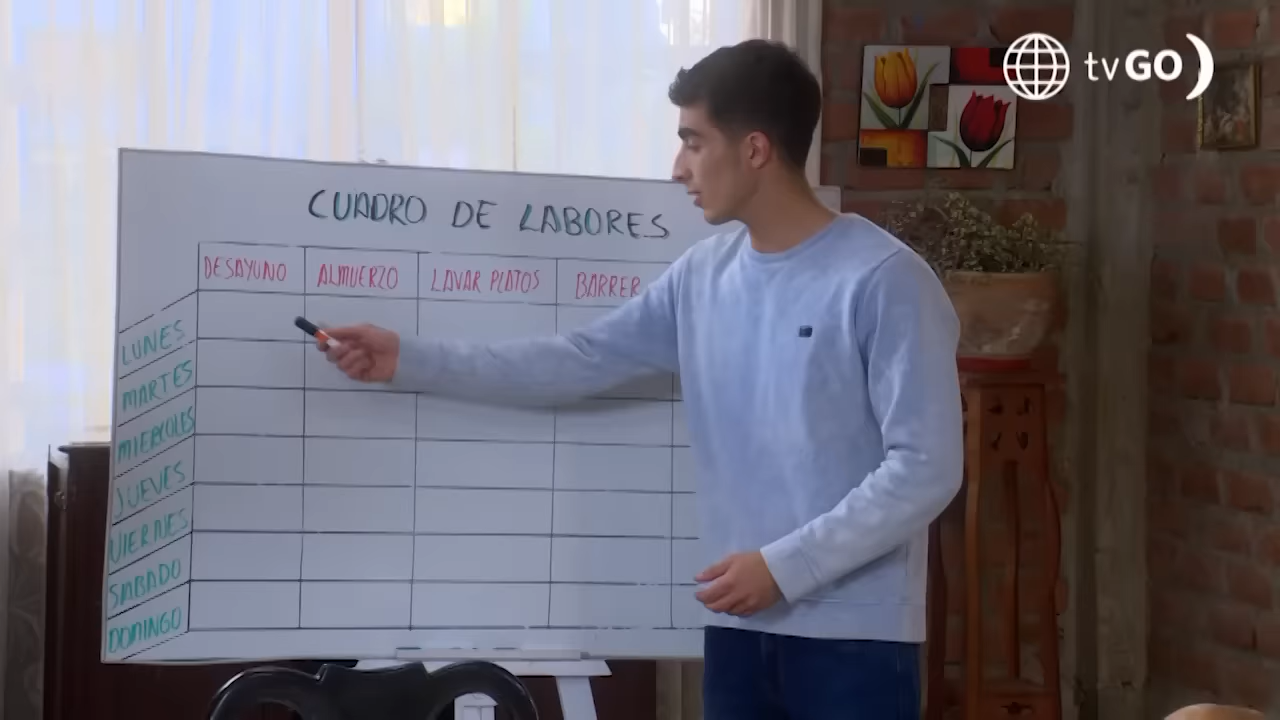 tvGO
CUADRO DE LABORES
DESAYUNO ALMUERZO LAVAR PLATOS BARRER
LUNES
MARTES
MIERCOLES
JUEVES
VIERNES
SABADO
DOMINGO